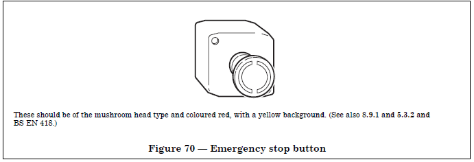 These should be of the mushroom head type and coloured red, with a yellow background. (See also 8.9.1 and 5.3.2 and
BS EN 418.)
Figure 70 — Emergency stop button